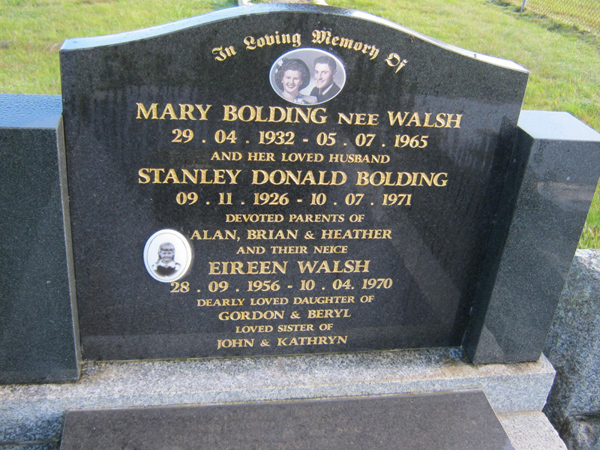 In Loving Memory Of
MARY BOLDING NEE WALSH
29 . 04 . 1932 - 05 . 07 . 1965
AND HER LOVED HUSBAND
STANLEY DONALD BOLDING
09 . 11 . 1926 - 10 . 07 . 1971
DEVOTED PARENTS OF
ALAN, BRIAN & HEATHER
AND THEIR NEICE
EIREEN WALSH
28 . 09 . 1956 - 10 . 04 . 1970
DEARLY LOVED DAUGHTER OF
GORDON & BERYL
LOVED SISTER OF
JOHN & KATHRYN